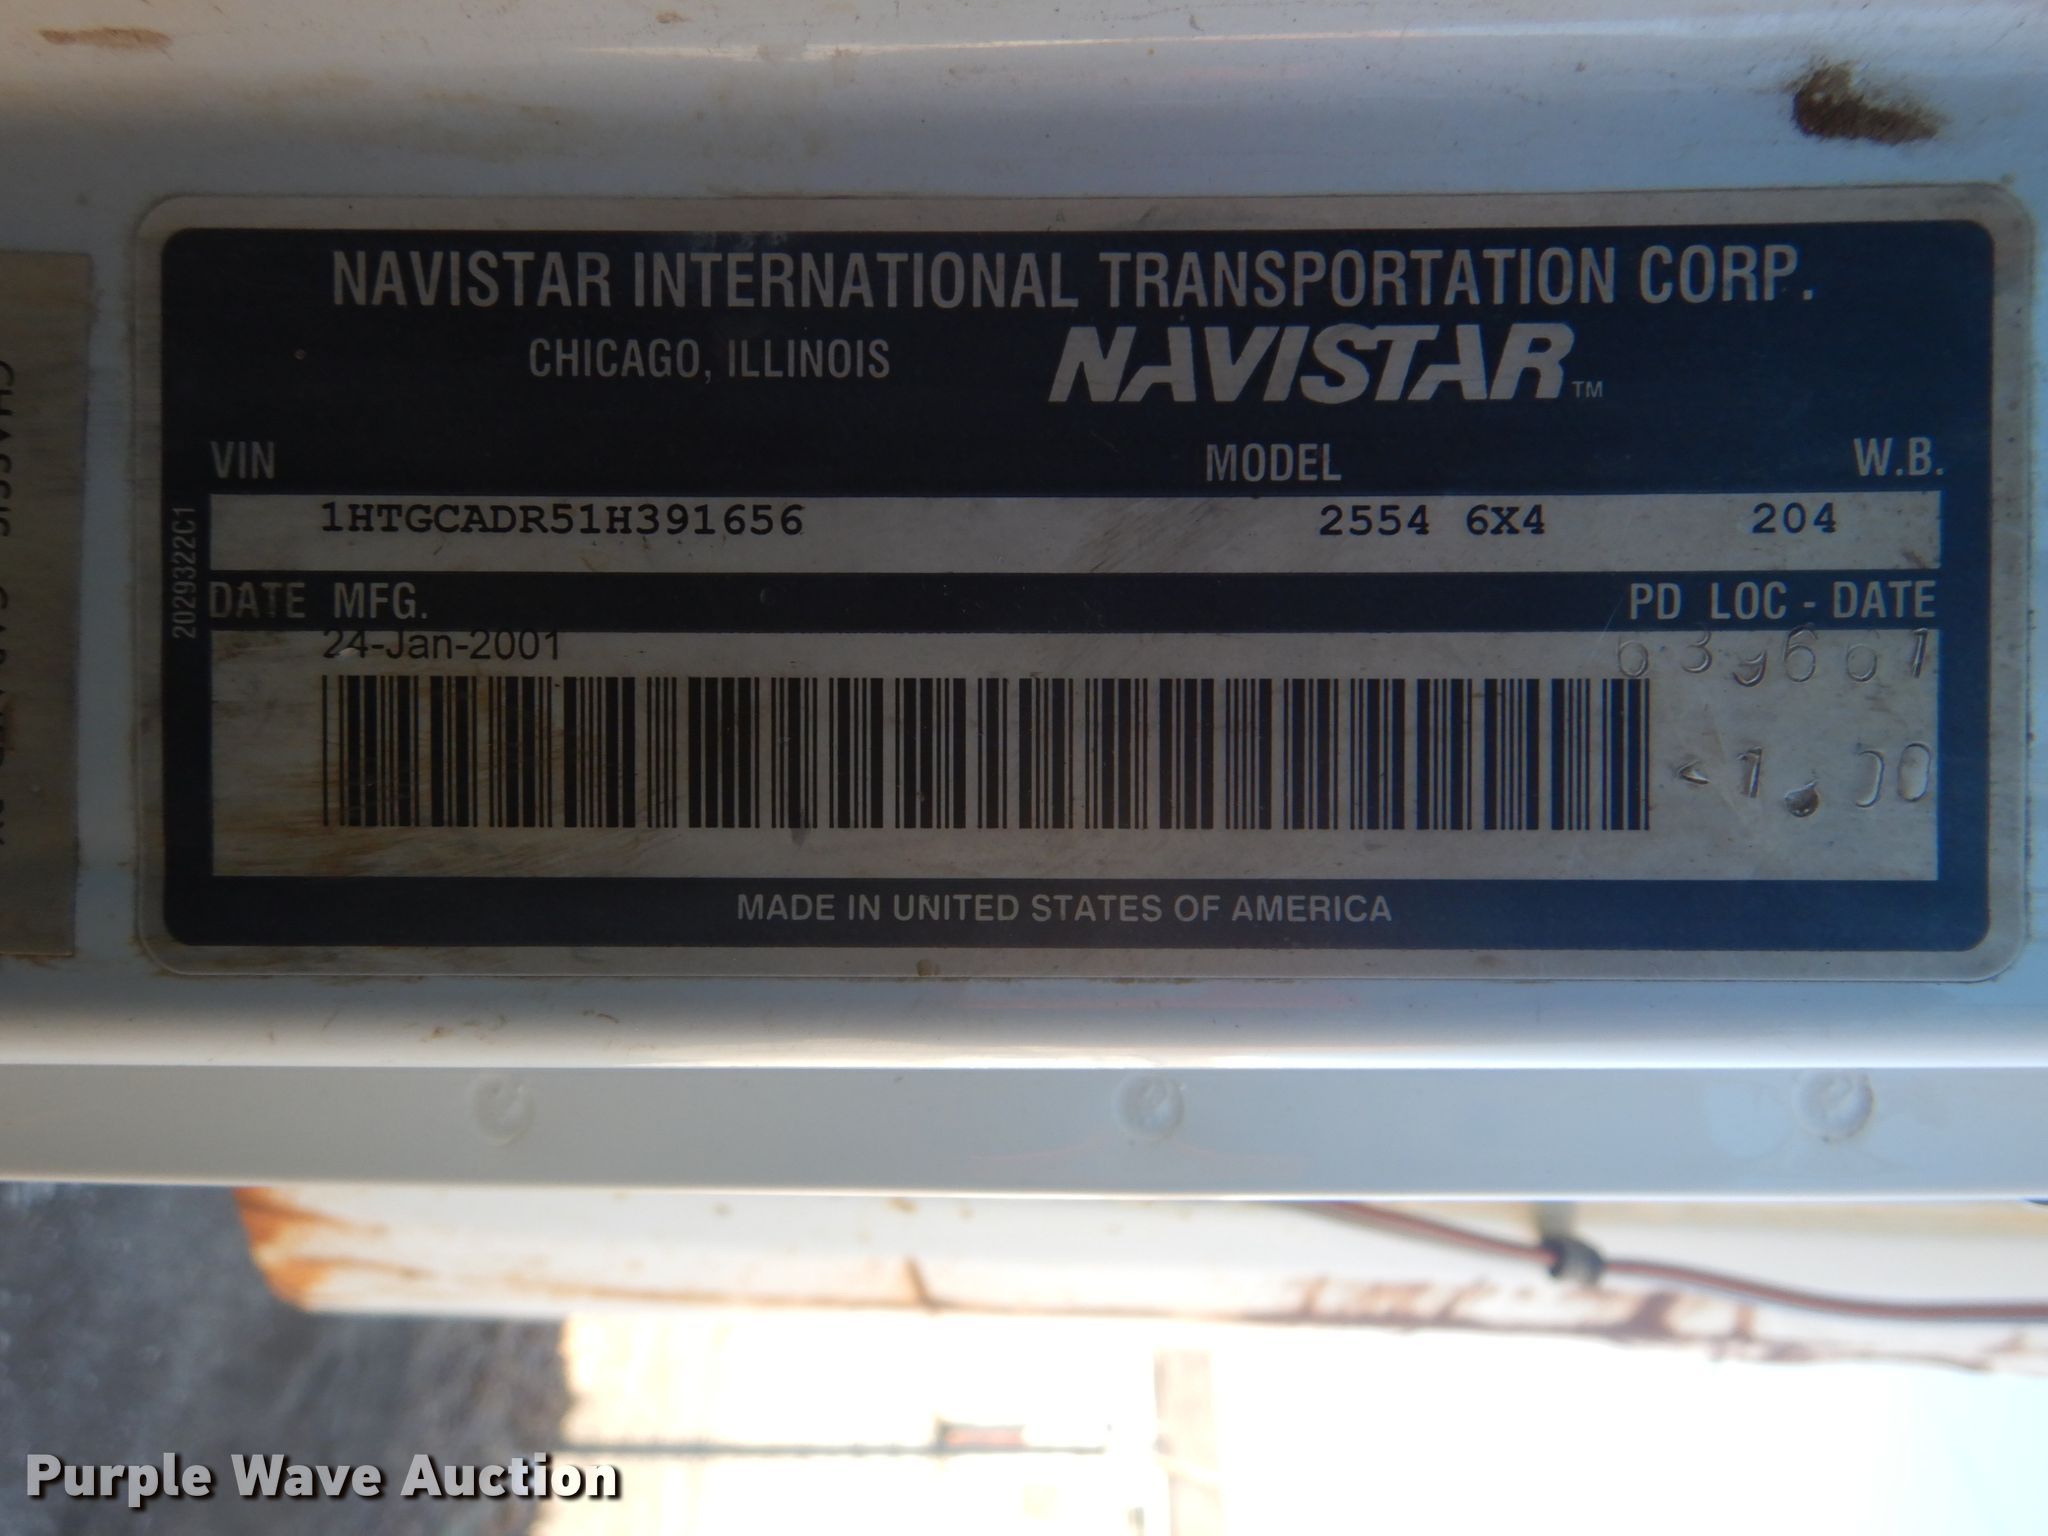 NAVISTAR INTERNATIONAL TRANSPORTATION CORP.
CHICAGO, ILLINOIS NAVISTAR™
VIN MODEL W.B.
1HTGCADR51H391656 2554 6X4 204
2029322C1
DATE MFG. PD LOC - DATE
24-Jan-2001
MADE IN UNITED STATES OF AMERICA
Purple Wave Auction